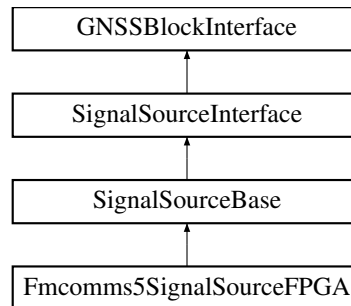 GNSSBlockInterface
SignalSourceInterface
SignalSourceBase
Fmcomms5SignalSourceFPGA